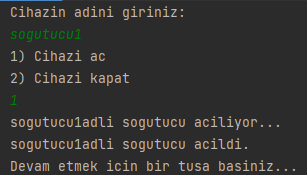 Cihazin adini giriniz:
sogutucu1
1) Cihazi ac
2) Cihazi kapat
1
sogutucu1adli sogutucu aciliyor...
sogutucu1adli sogutucu acildi.
Devam etmek icin bir tusa basiniz...